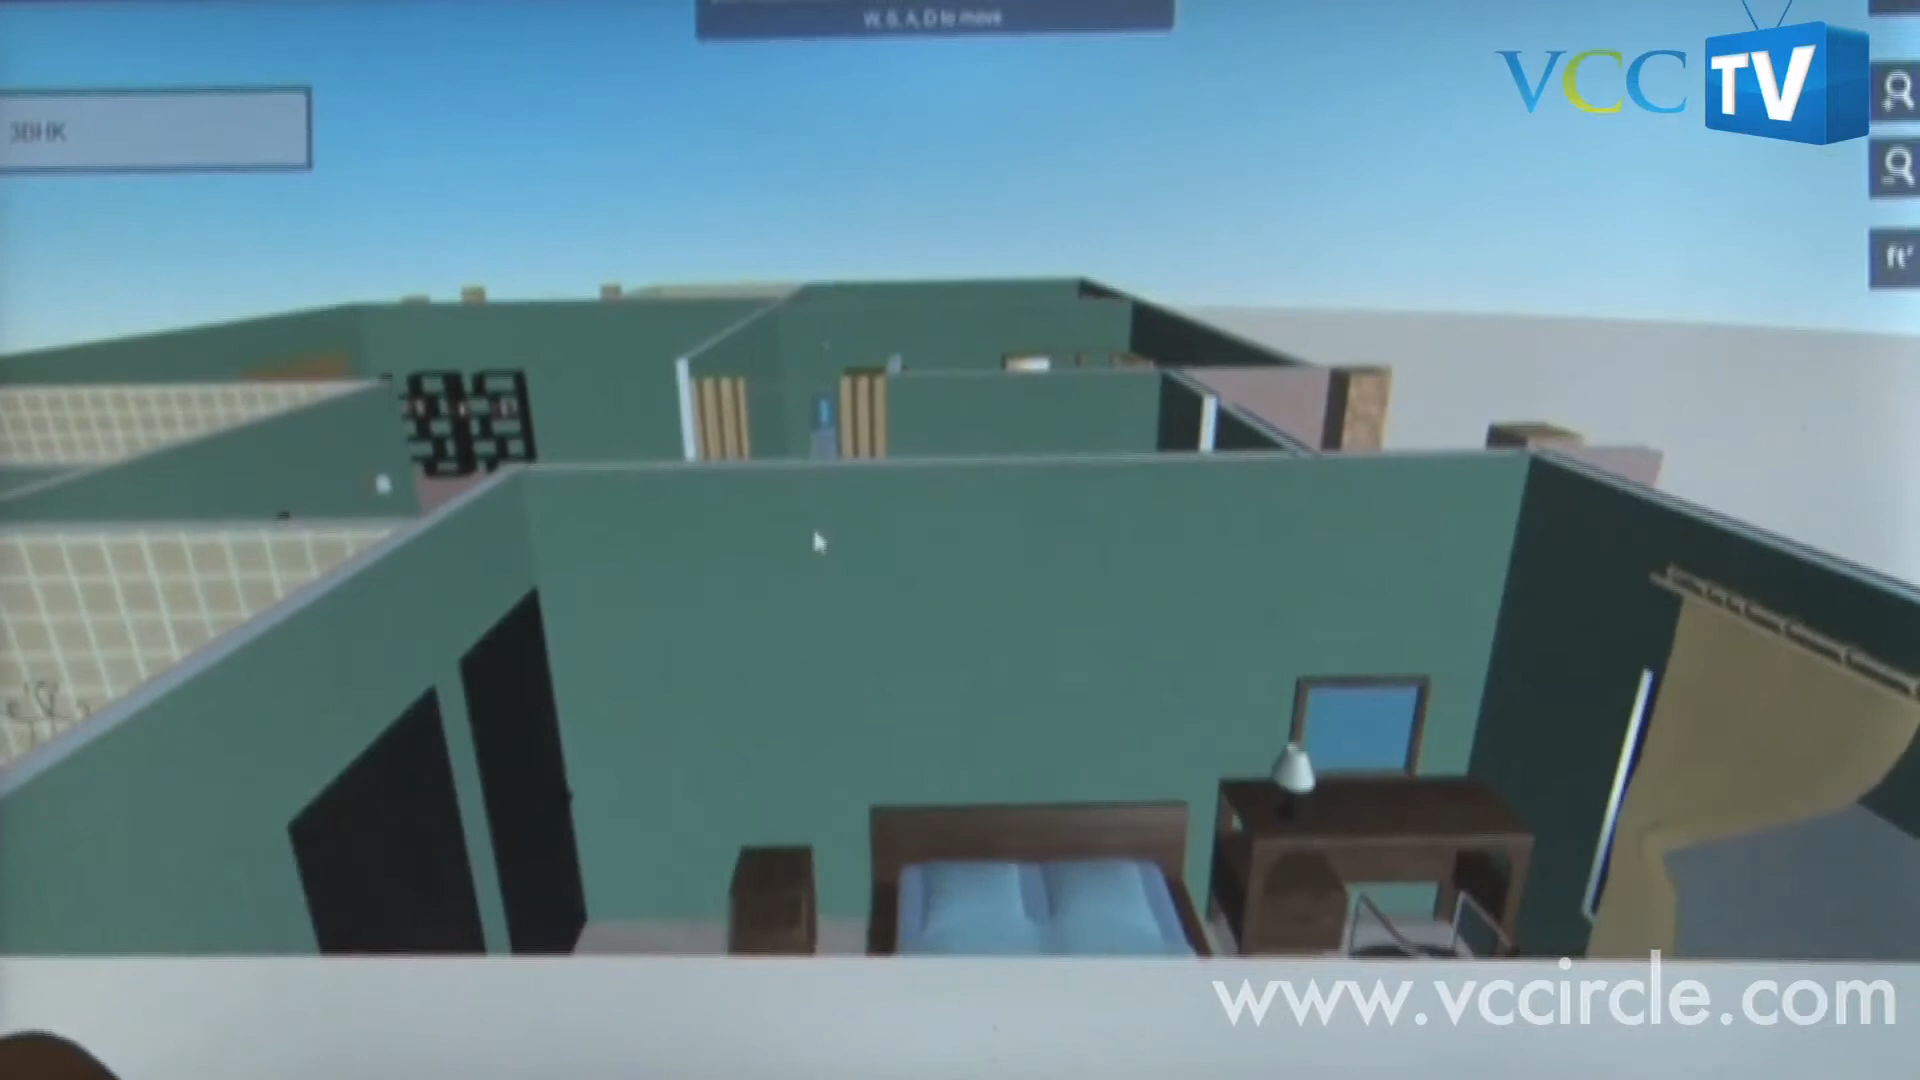 W, S, A, D to move
VCC TV
3BHK
ft'
www.vccircle.com